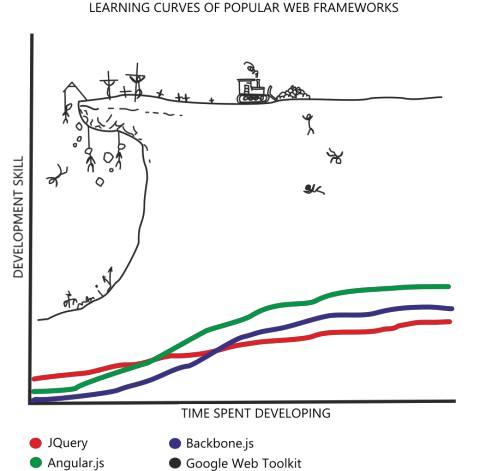 LEARNING CURVES OF POPULAR WEB FRAMEWORKS
DEVELOPMENT SKILL
TIME SPENT DEVELOPING
JQuery
Backbone.js
Angular.js
Google Web Toolkit